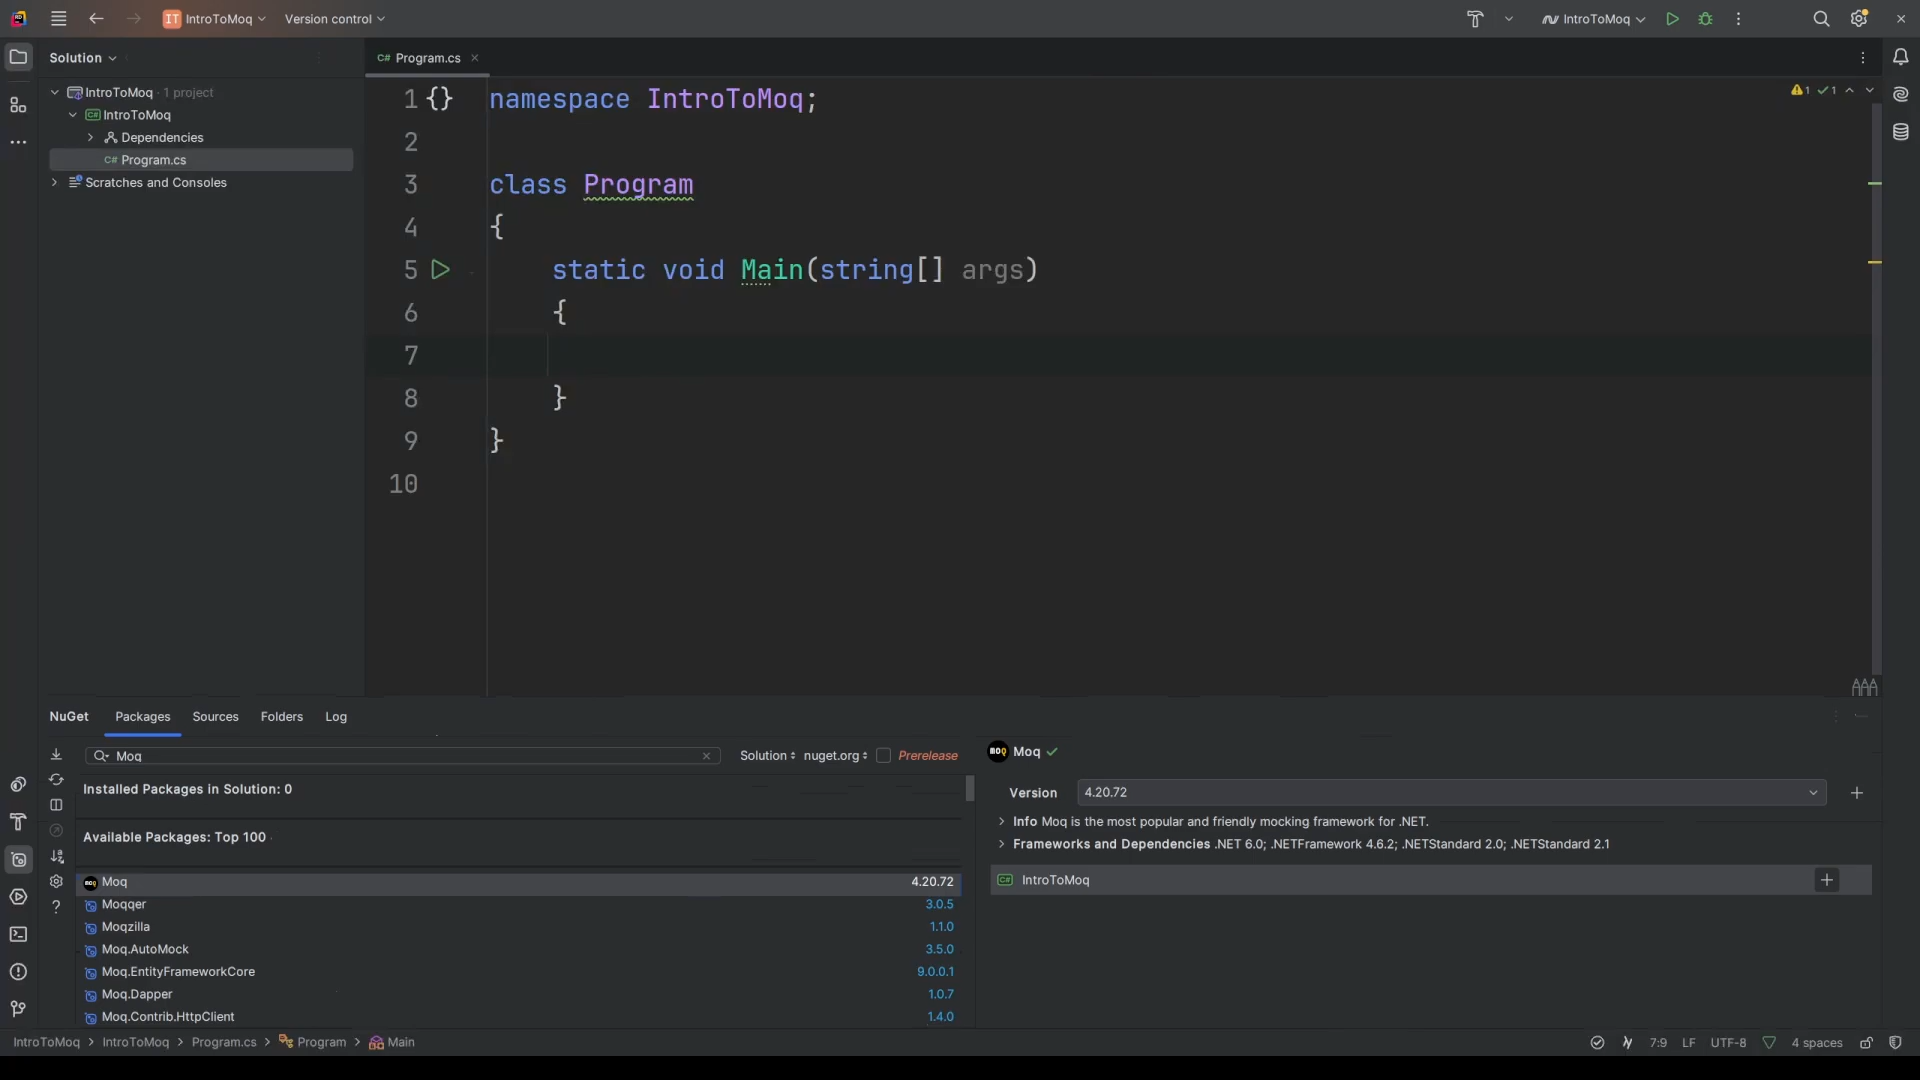 IT IntroToMoq
Version control
IntroToMoq
Solution
IntroToMoq · 1 project
IntroToMoq
Dependencies
C# Program.cs
Scratches and Consoles
C# Program.cs
1 1
1 {} namespace IntroToMoq;
2
3 class Program
4 {
5 static void Main(string[] args)
6 {
7
8 }
9 }
10
NuGet Packages Sources Folders Log
Moq
Solution nuget.org Prerelease
Installed Packages in Solution: 0
Available Packages: Top 100
Moq 4.20.72
Moqqer 3.0.5
Moqzilla 1.1.0
Moq.AutoMock 3.5.0
Moq.EntityFrameworkCore 9.0.0.1
Moq.Dapper 1.0.7
Moq.Contrib.HttpClient 1.4.0
moq Moq
Version 4.20.72
Info Moq is the most popular and friendly mocking framework for .NET.
Frameworks and Dependencies .NET 6.0; .NETFramework 4.6.2; .NETStandard 2.0; .NETStandard 2.1
C# IntroToMoq
IntroToMoq > IntroToMoq > Program.cs > Program > Main
7:9 LF UTF-8 4 spaces